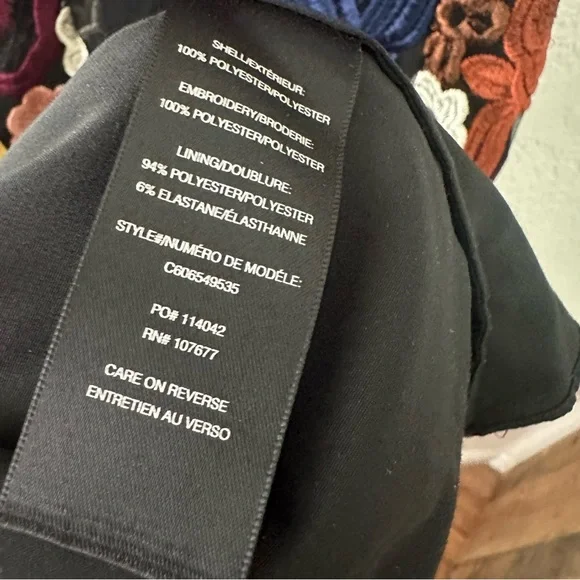 SHELL/EXTÉRIEUR:
100% POLYESTER/POLYESTER
EMBROIDERY/BRODERIE:
100% POLYESTER/POLYESTER
LINING/DOUBLURE:
94% POLYESTER/POLYESTER
6% ELASTANE/ÉLASTHANNE
STYLE#/NUMÉRO DE MODÉLE:
C606549535
PO# 114042
RN# 107677
CARE ON REVERSE
ENTRETIEN AU VERSO